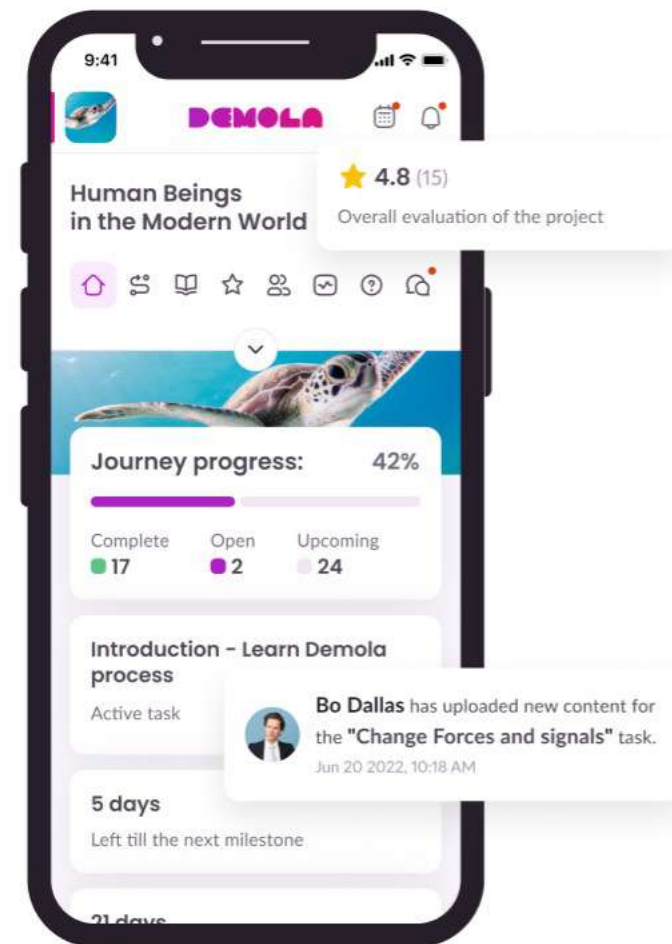 9:41
DEMOLA
4.8 (15)
Overall evaluation of the project
Human Beings
in the Modern World
Journey progress: 42%
Complete Open Upcoming
17 2 24
Introduction - Learn Demola
process
Active task
Bo Dallas has uploaded new content for
the "Change Forces and signals" task.
Jun 20 2022, 10:18 AM
5 days
Left till the next milestone
21 days